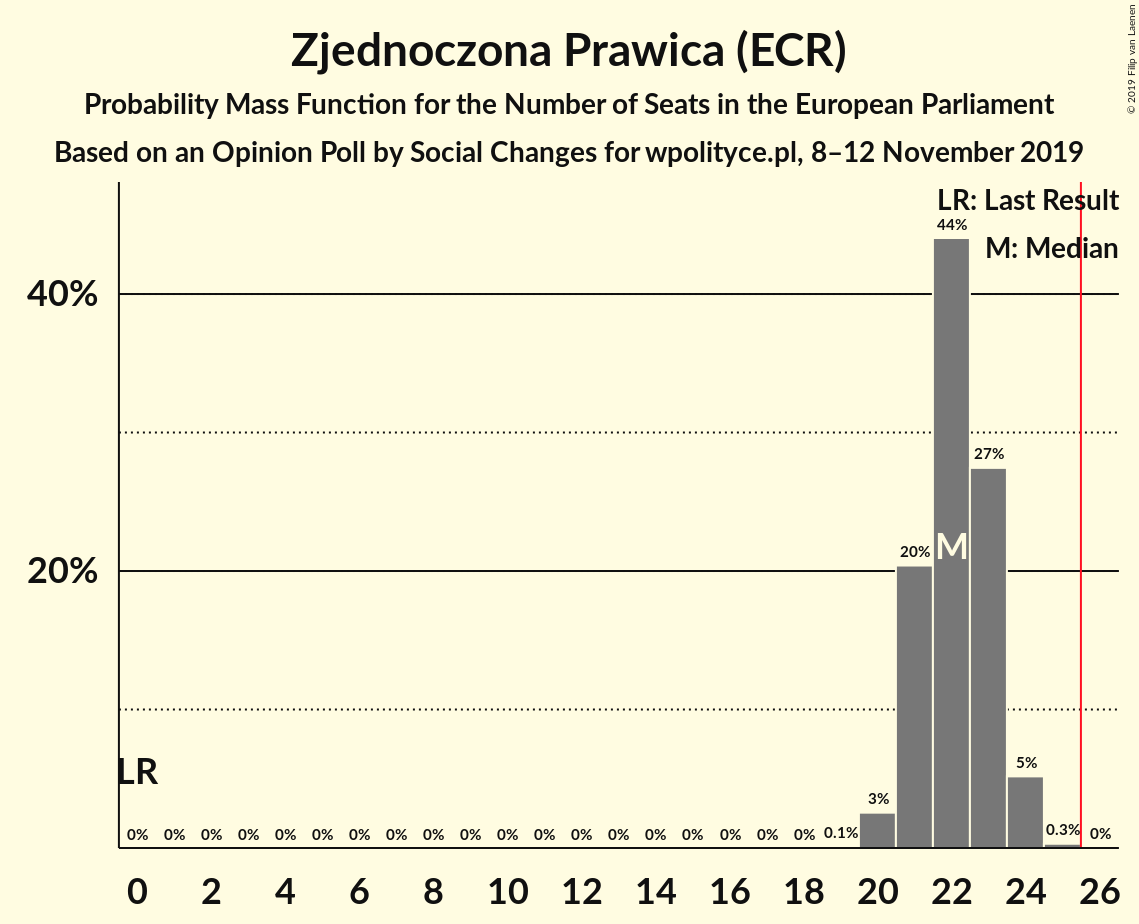 Zjednoczona Prawica (ECR)
Probability Mass Function for the Number of Seats in the European Parliament
Based on an Opinion Poll by Social Changes for wpolityce.pl, 8–12 November 2019
© 2019 Filip van Laenen
LR: Last Result
M: Median
44%
40%
27%
20%
M
20%
LR
5%
3%
0% 0% 0% 0% 0% 0% 0% 0% 0% 0% 0% 0% 0% 0% 0% 0% 0% 0% 0% 0.1% 0.3% 0%
0 2 4 6 8 10 12 14 16 18 20 22 24 26